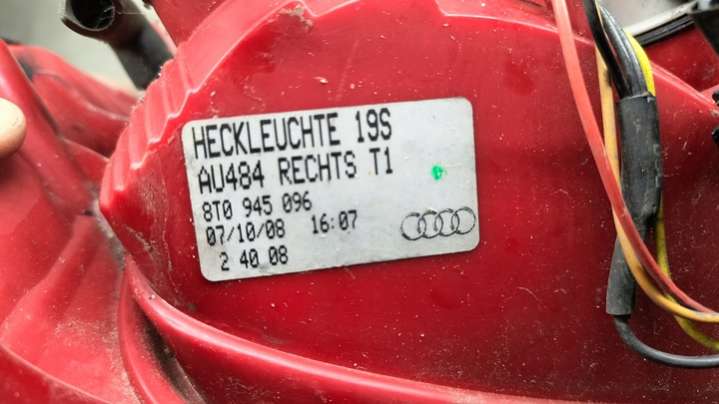 HECKLEUCHTE 19S
AU484 RECHTS T1
8T0 945 096
07/10/08 16:07
2 40 08